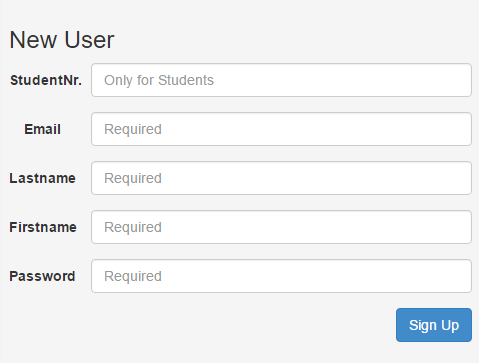 New User
StudentNr. Only for Students
Email Required
Lastname Required
Firstname Required
Password Required
Sign Up